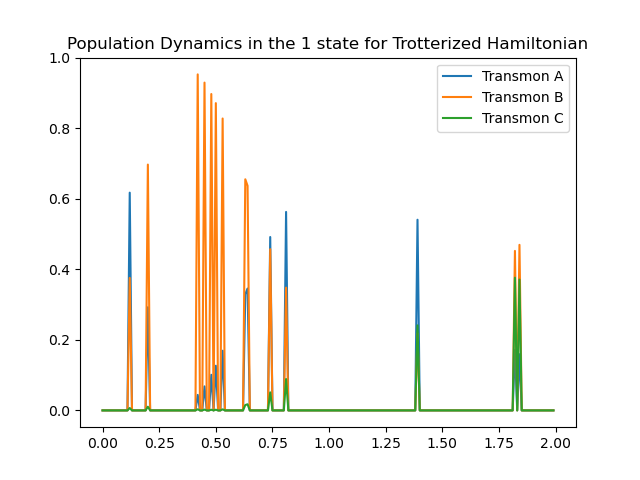 Population Dynamics in the 1 state for Trotterized Hamiltonian
Transmon A
Transmon B
Transmon C
1.0
0.8
0.6
0.4
0.2
0.0
0.00 0.25 0.50 0.75 1.00 1.25 1.50 1.75 2.00